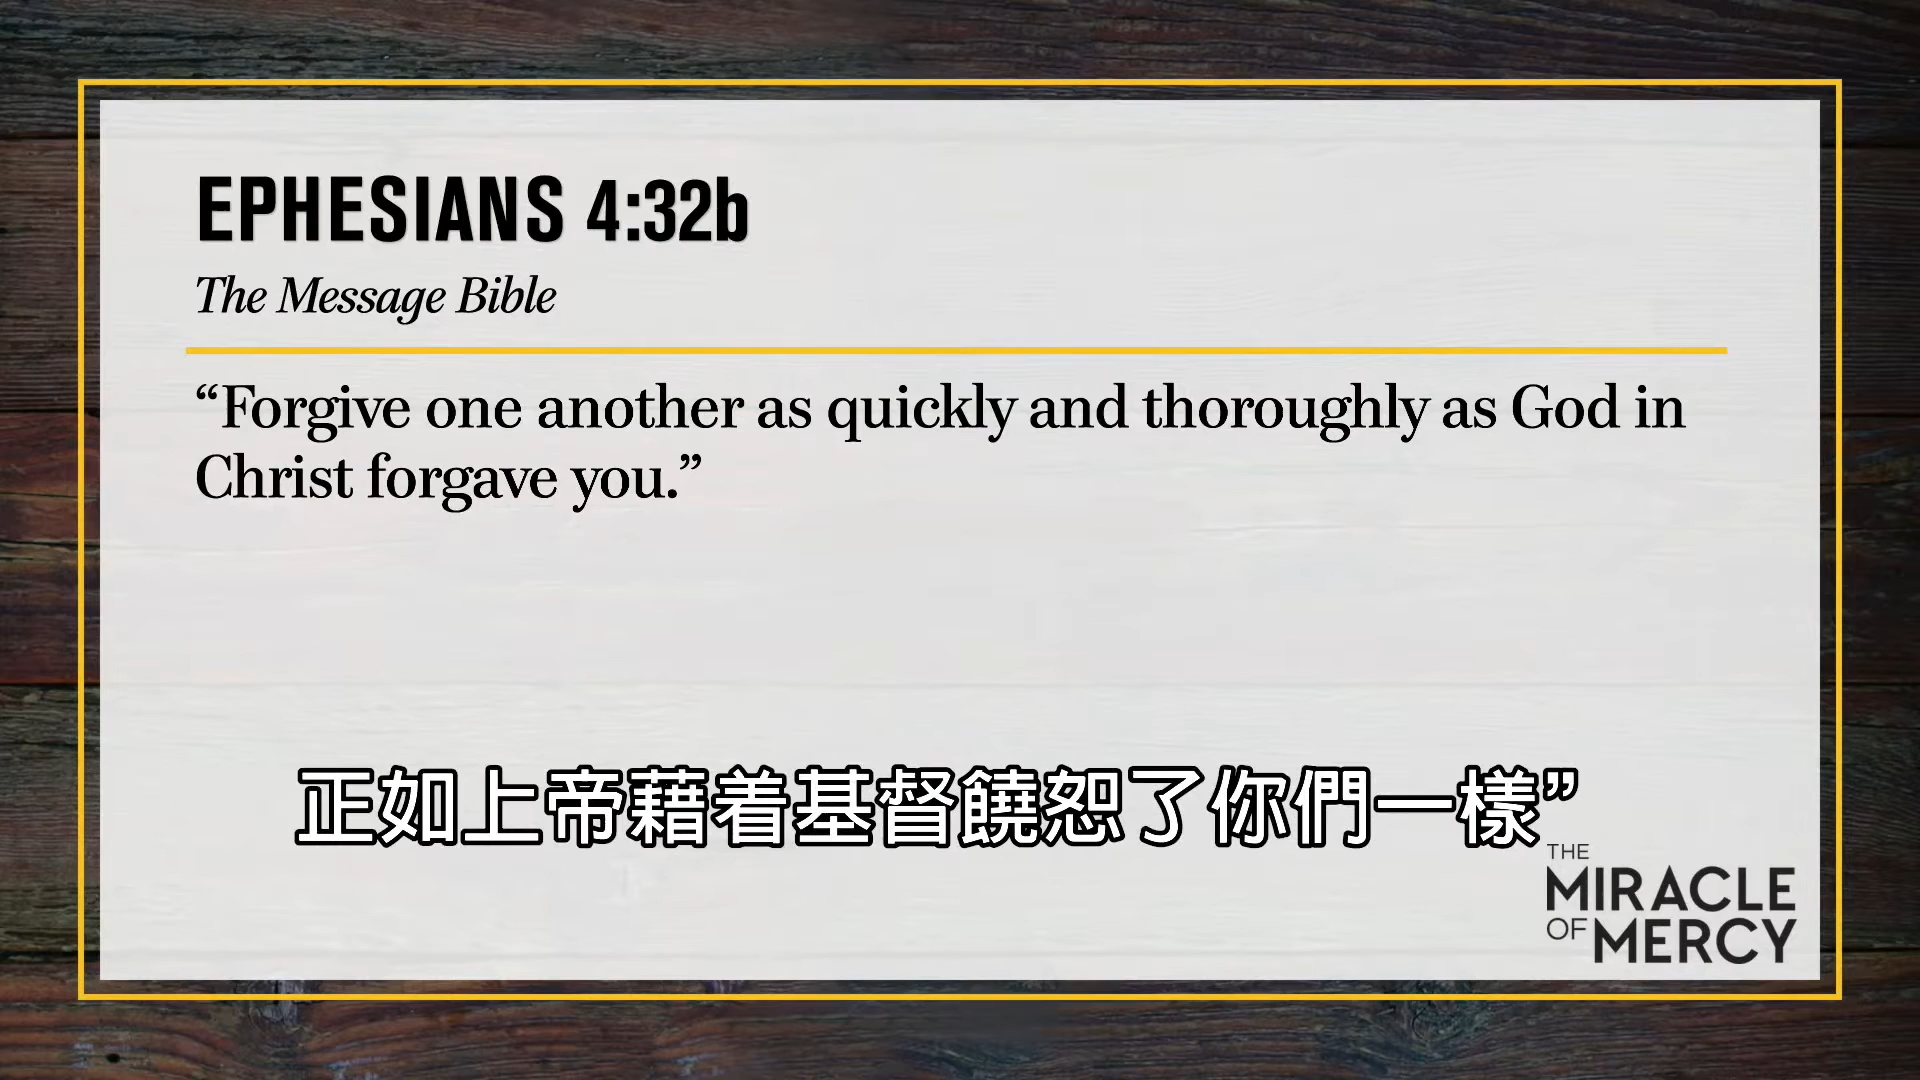 EPHESIANS 4:32b
The Message Bible
“Forgive one another as quickly and thoroughly as God in
Christ forgave you.”
正如上帝藉着基督饒恕了你們一樣”
THE
MIRACLE
OF MERCY